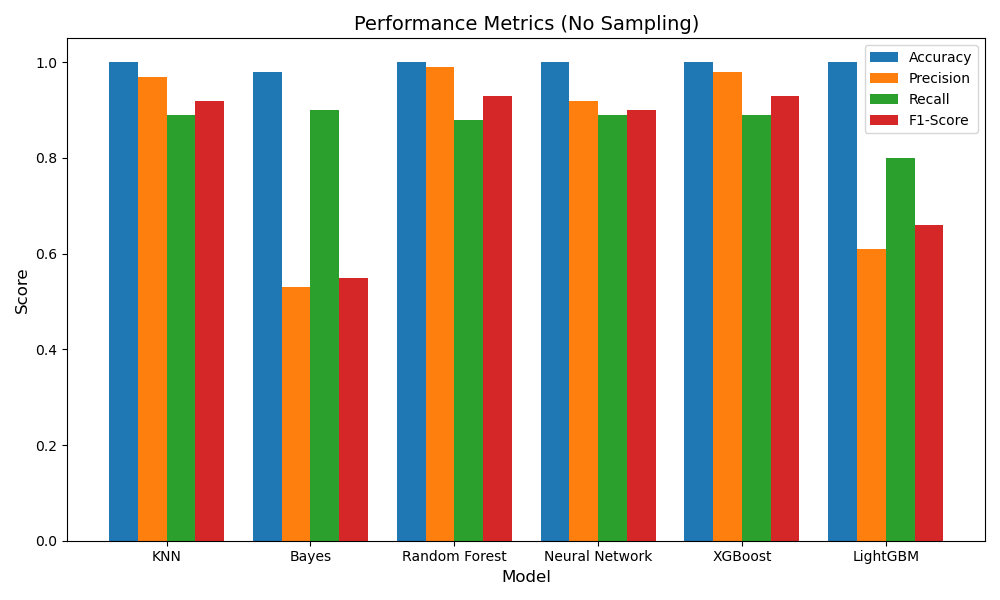 Performance Metrics (No Sampling)
Accuracy
Precision
Recall
F1-Score
1.0
0.8
0.6
0.4
0.2
0.0
Score
KNN Bayes Random Forest Neural Network XGBoost LightGBM
Model